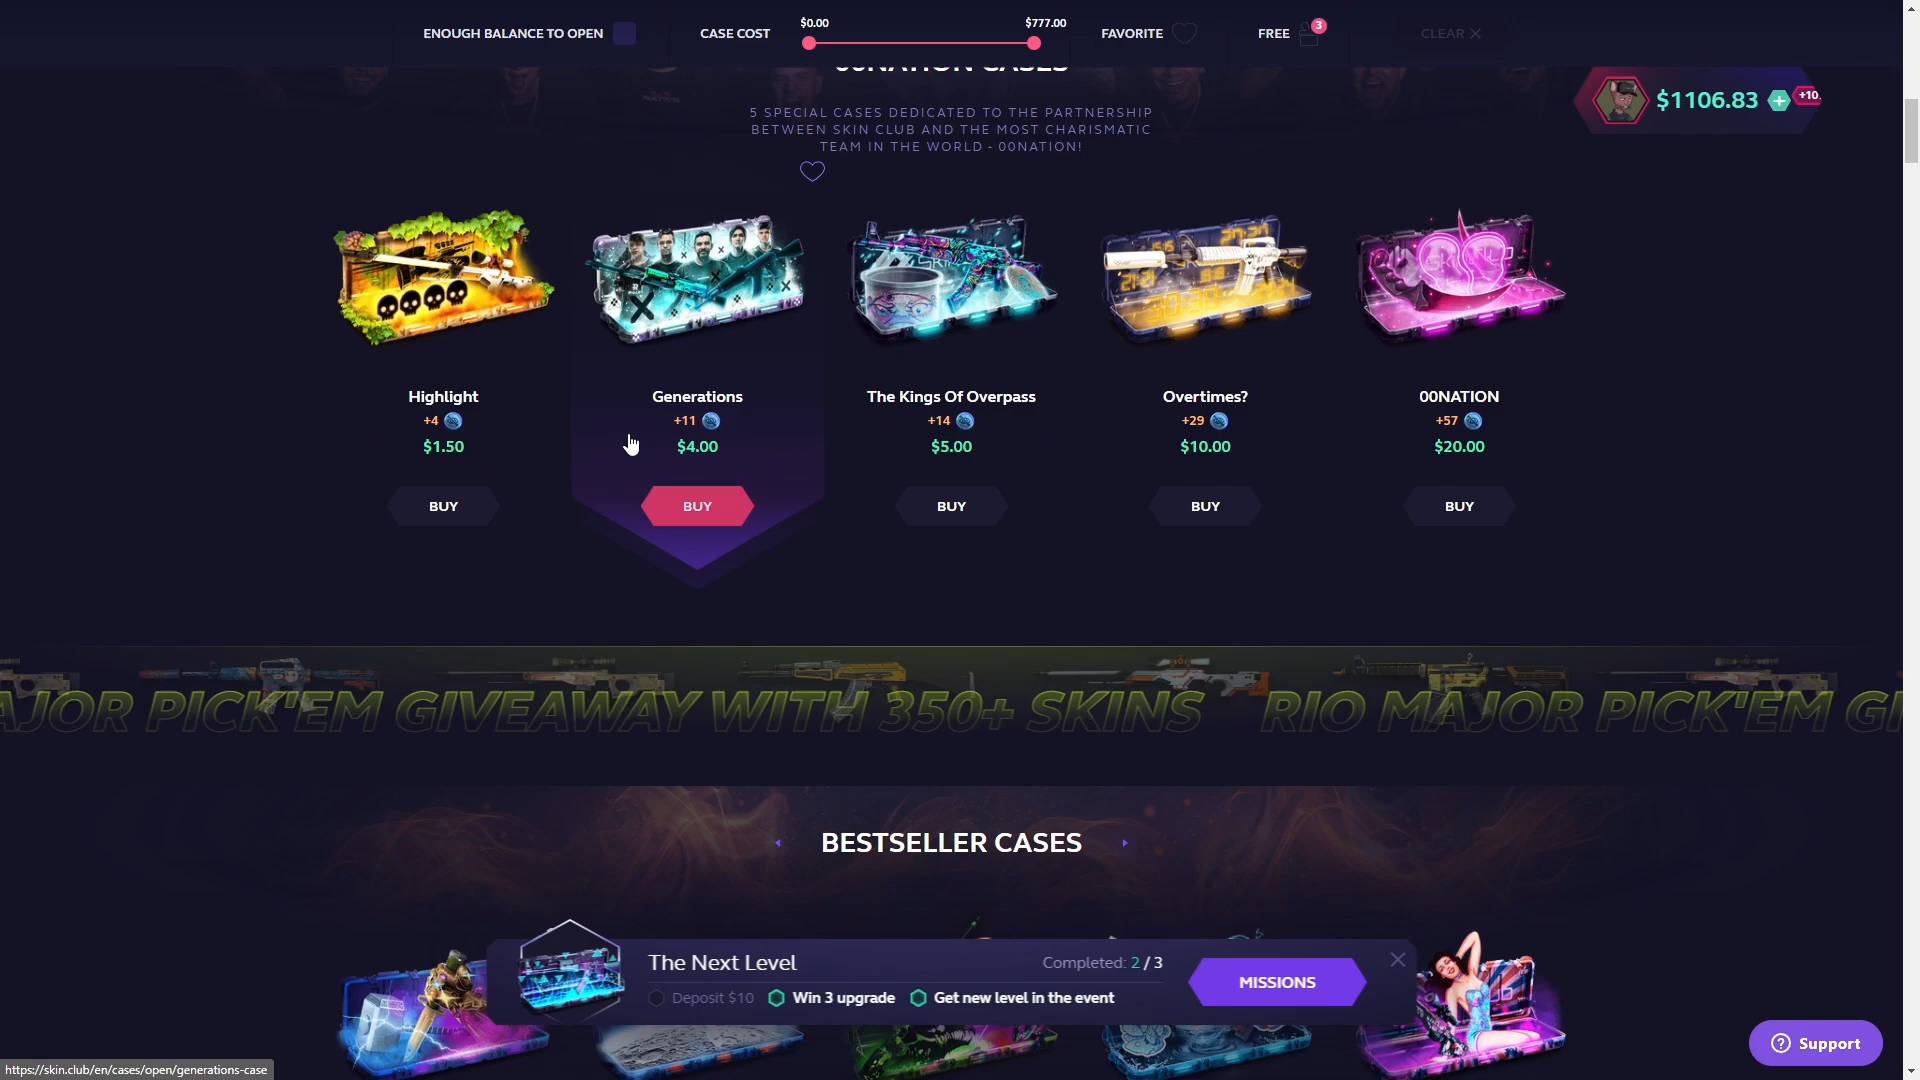 ENOUGH BALANCE TO OPEN
CASE COST
$0.00
$777.00
FAVORITE
FREE
3
CLEAR
00NATION CASES
5 SPECIAL CASES DEDICATED TO THE PARTNERSHIP
BETWEEN SKIN CLUB AND THE MOST CHARISMATIC
TEAM IN THE WORLD - 00NATION!
$1106.83
+10.
Highlight
+4
$1.50
BUY
Generations
+11
$4.00
BUY
The Kings Of Overpass
+14
$5.00
BUY
Overtimes?
+29
$10.00
BUY
00NATION
+57
$20.00
BUY
AJOR PICK'EM GIVEAWAY WITH 350+ SKINS RIO MAJOR PICK'EM GI
BESTSELLER CASES
The Next Level
Completed: 2 / 3
Deposit $10
Win 3 upgrade
Get new level in the event
MISSIONS
Support
https://skin.club/en/cases/open/generations-case